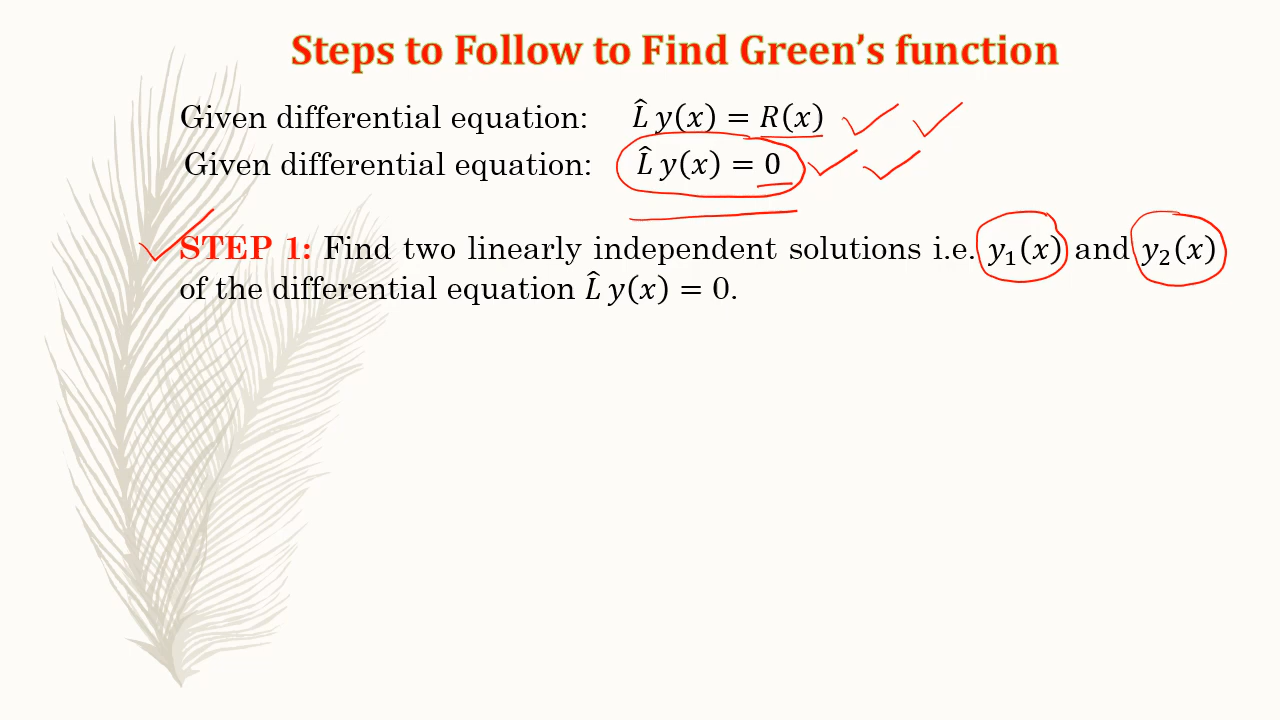 Steps to Follow to Find Green's function
Given differential equation: L̂ y(x) = R(x)
Given differential equation: L̂ y(x) = 0
STEP 1: Find two linearly independent solutions i.e. y₁(x) and y₂(x)
of the differential equation L̂ y(x) = 0.